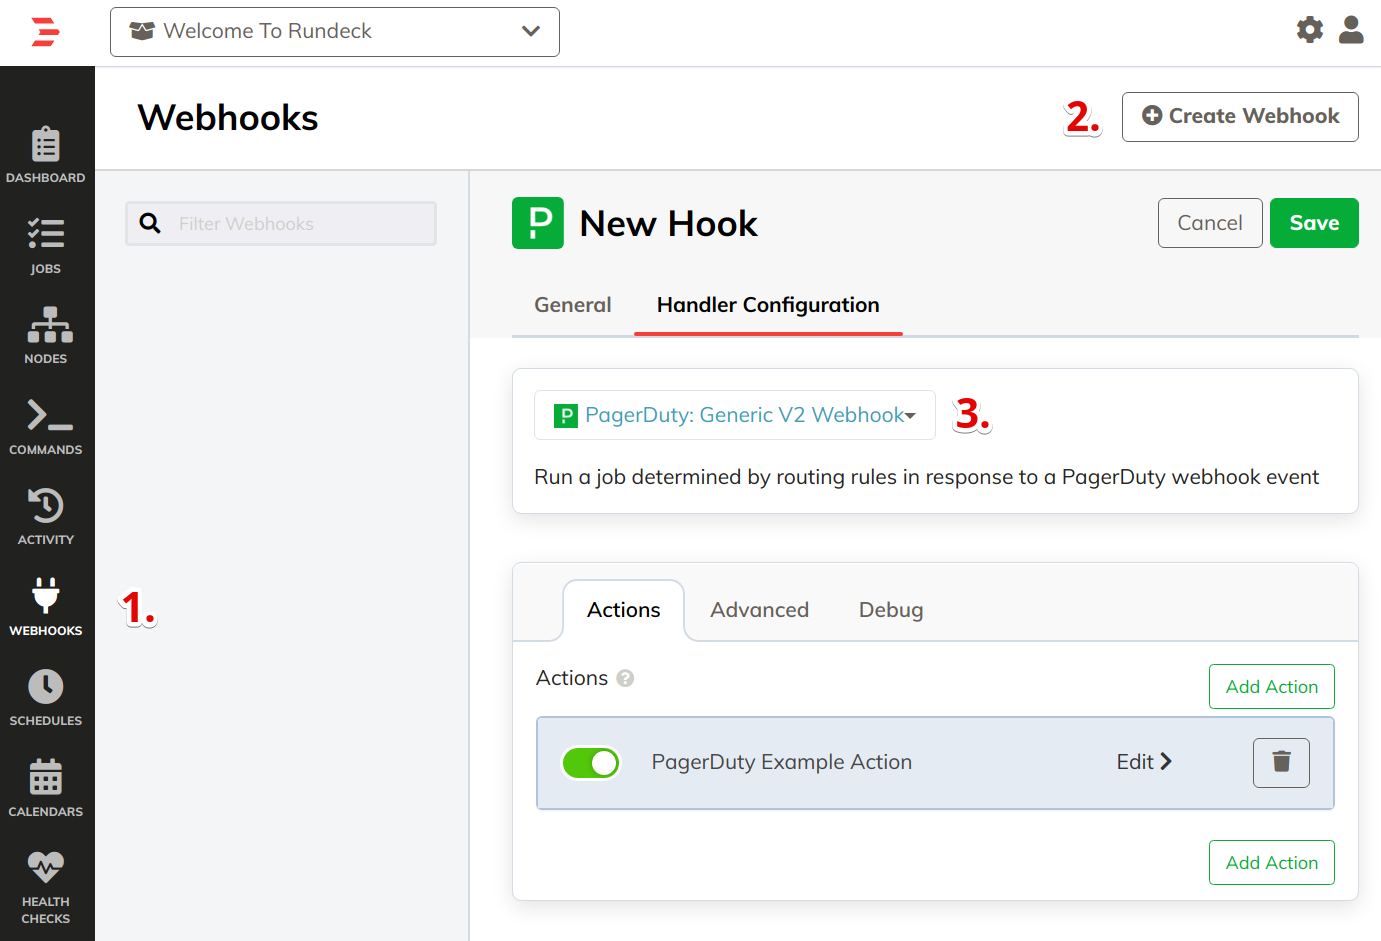 Welcome To Rundeck
Webhooks
2.
Create Webhook
DASHBOARD
JOBS
NODES
COMMANDS
ACTIVITY
WEBHOOKS
SCHEDULES
CALENDARS
HEALTH
CHECKS
1.
Filter Webhooks
New Hook
Cancel
Save
General
Handler Configuration
PagerDuty: Generic V2 Webhook
3.
Run a job determined by routing rules in response to a PagerDuty webhook event
Actions
Advanced
Debug
Actions ?
Add Action
PagerDuty Example Action
Edit
Add Action